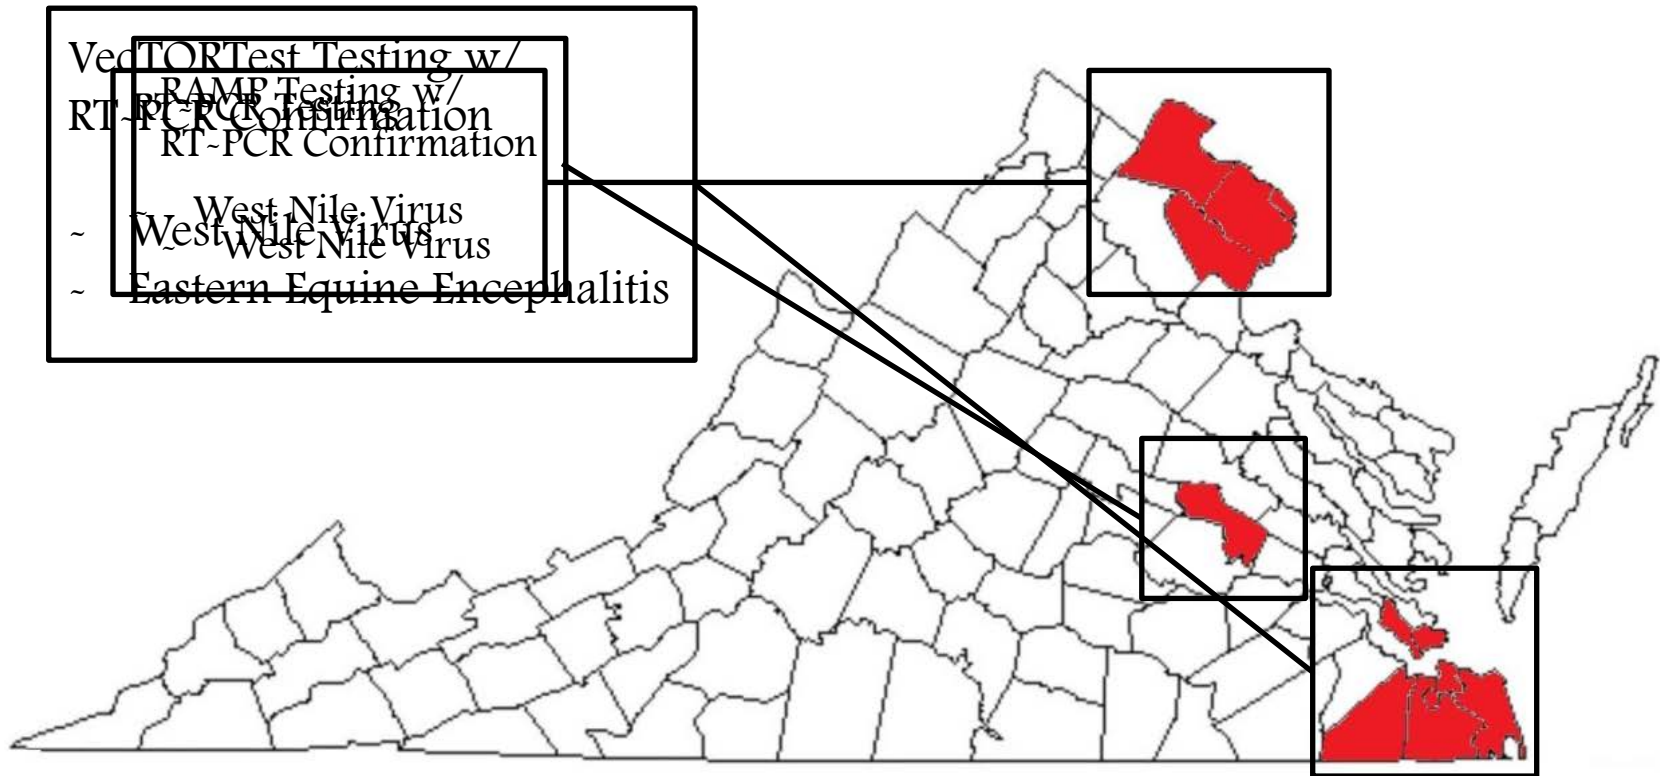 VecTORTest Testing w/
RT~PCR Confirmation
~ West Nile Virus
~ Eastern Equine Encephalitis
RT~PCR Testing
~ West Nile Virus
RAMP Testing w/
RT~PCR Confirmation
~ West Nile Virus